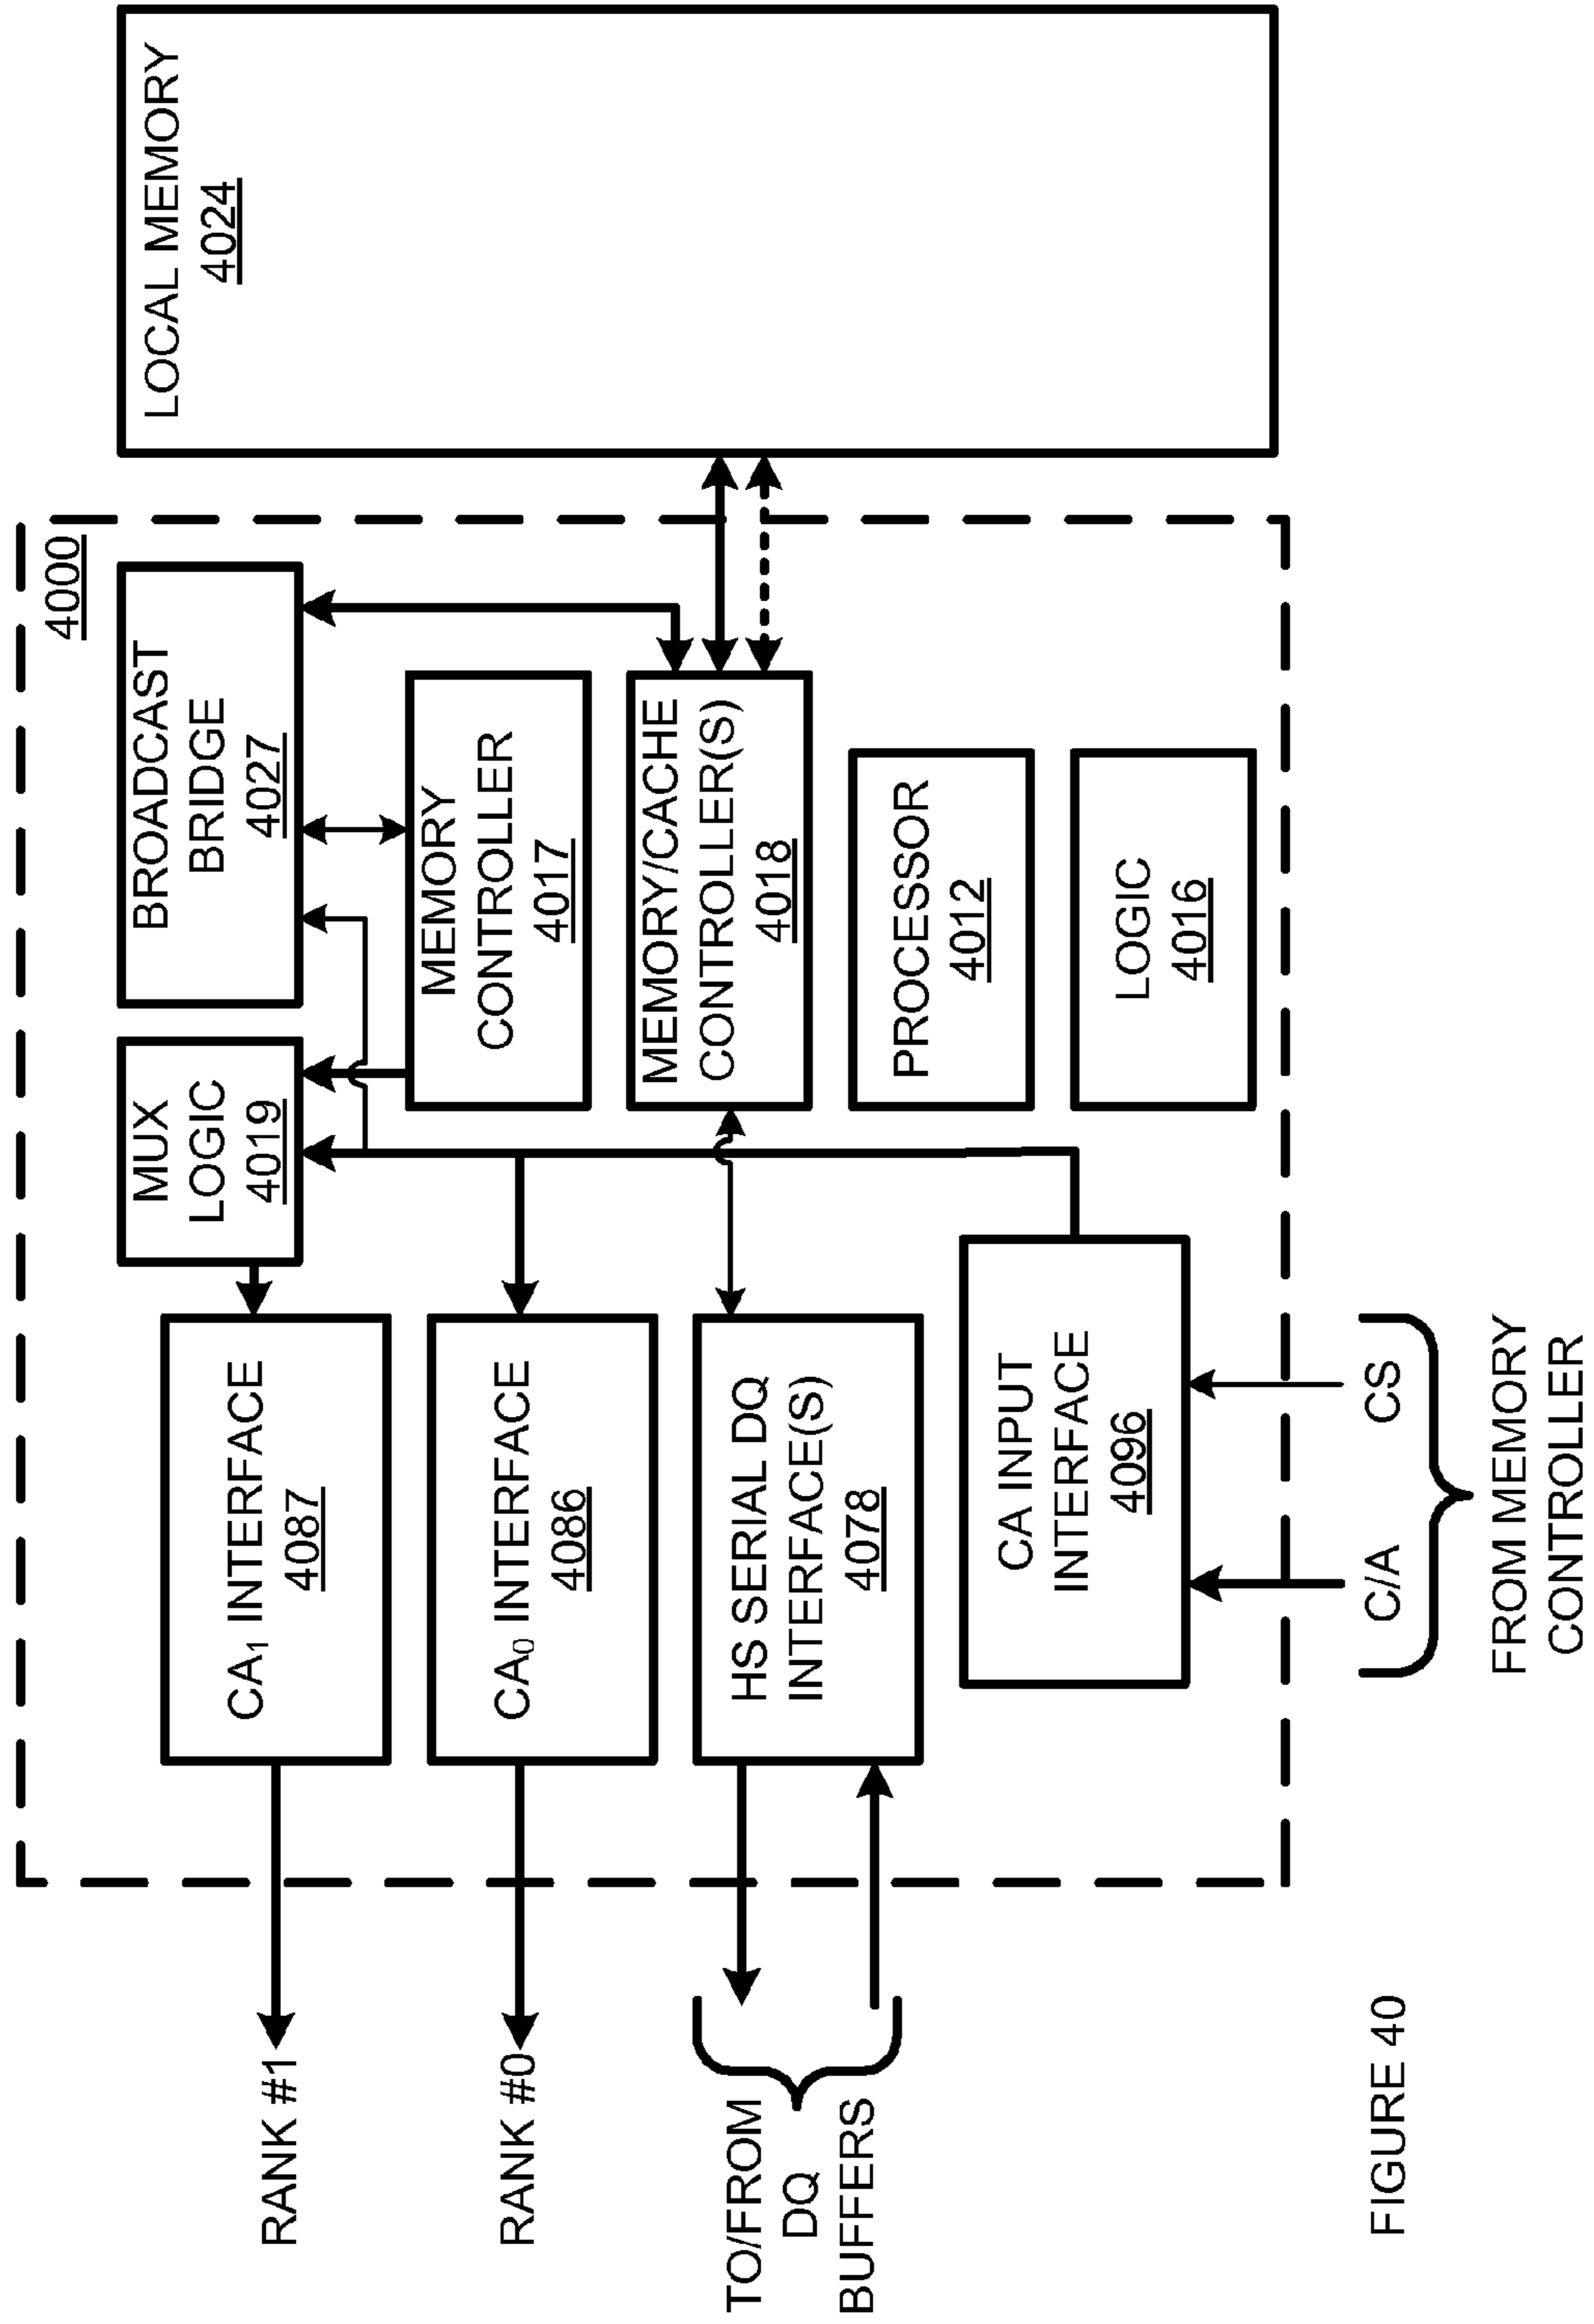 4000
RANK #1
CA₁ INTERFACE
4087
MUX
LOGIC
4019
BROADCAST
BRIDGE
4027
LOCAL MEMORY
4024
RANK #0
CA₀ INTERFACE
4086
MEMORY
CONTROLLER
4017
TO/FROM
DQ
BUFFERS
HS SERIAL DQ
INTERFACE(S)
4078
MEMORY/CACHE
CONTROLLER(S)
4018
CA INPUT
INTERFACE
4096
PROCESSOR
4012
LOGIC
4016
C/A
CS
FROM MEMORY
CONTROLLER
FIGURE 40